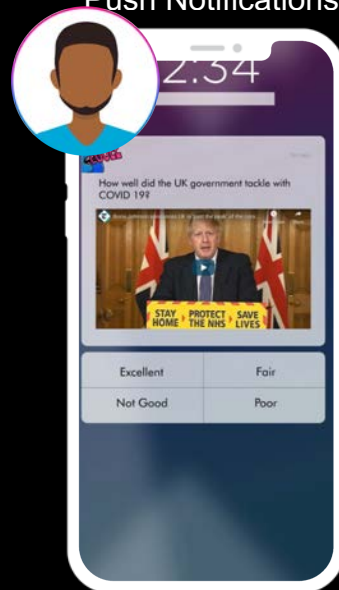 Push Notifications
2:34
How well did the UK government tackle with
COVID 19?
STAY HOME PROTECT THE NHS SAVE LIVES
Excellent
Fair
Not Good
Poor